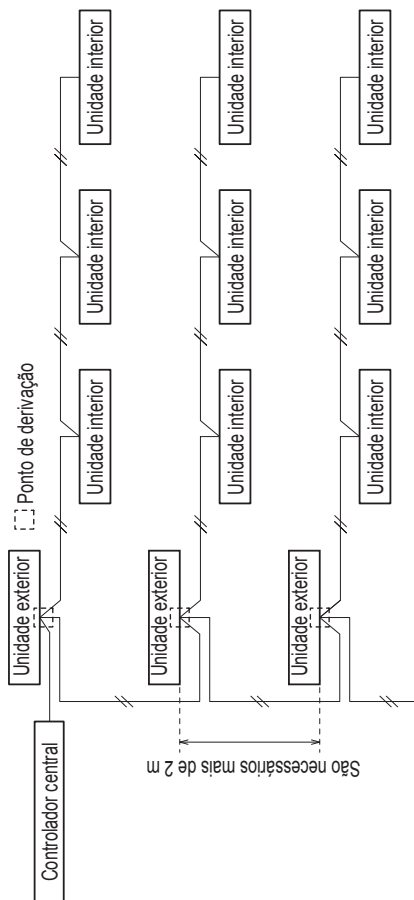 Unidade exterior
Ponto de derivação
Controlador central
Unidade interior
Unidade interior
Unidade interior
Unidade exterior
Unidade interior
Unidade interior
Unidade interior
São necessários mais de 2 m
Unidade exterior
Unidade interior
Unidade interior
Unidade interior